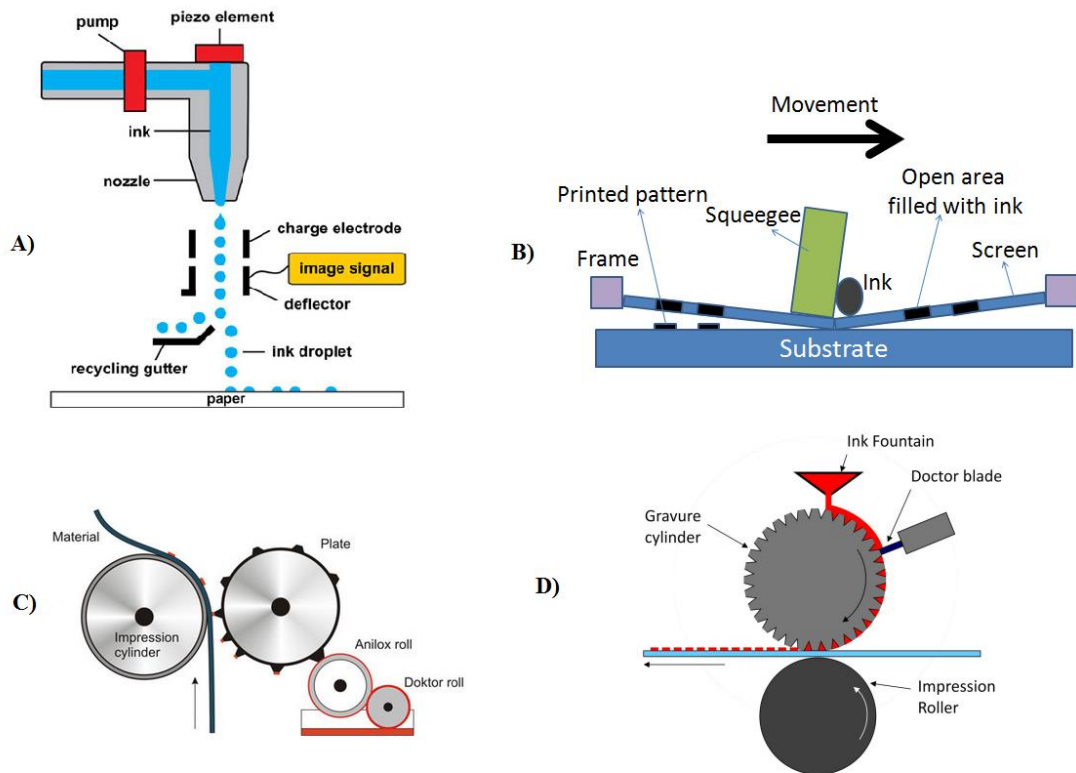 A)
pump
piezo element
ink
nozzle
charge electrode
image signal
deflector
recycling gutter
ink droplet
paper
B)
Movement
Printed pattern
Squeegee
Open area
filled with ink
Frame
Ink
Screen
Substrate
C)
Material
Plate
Impression
cylinder
Anilox roll
Doktor roll
D)
Ink Fountain
Doctor blade
Gravure
cylinder
Impression
Roller